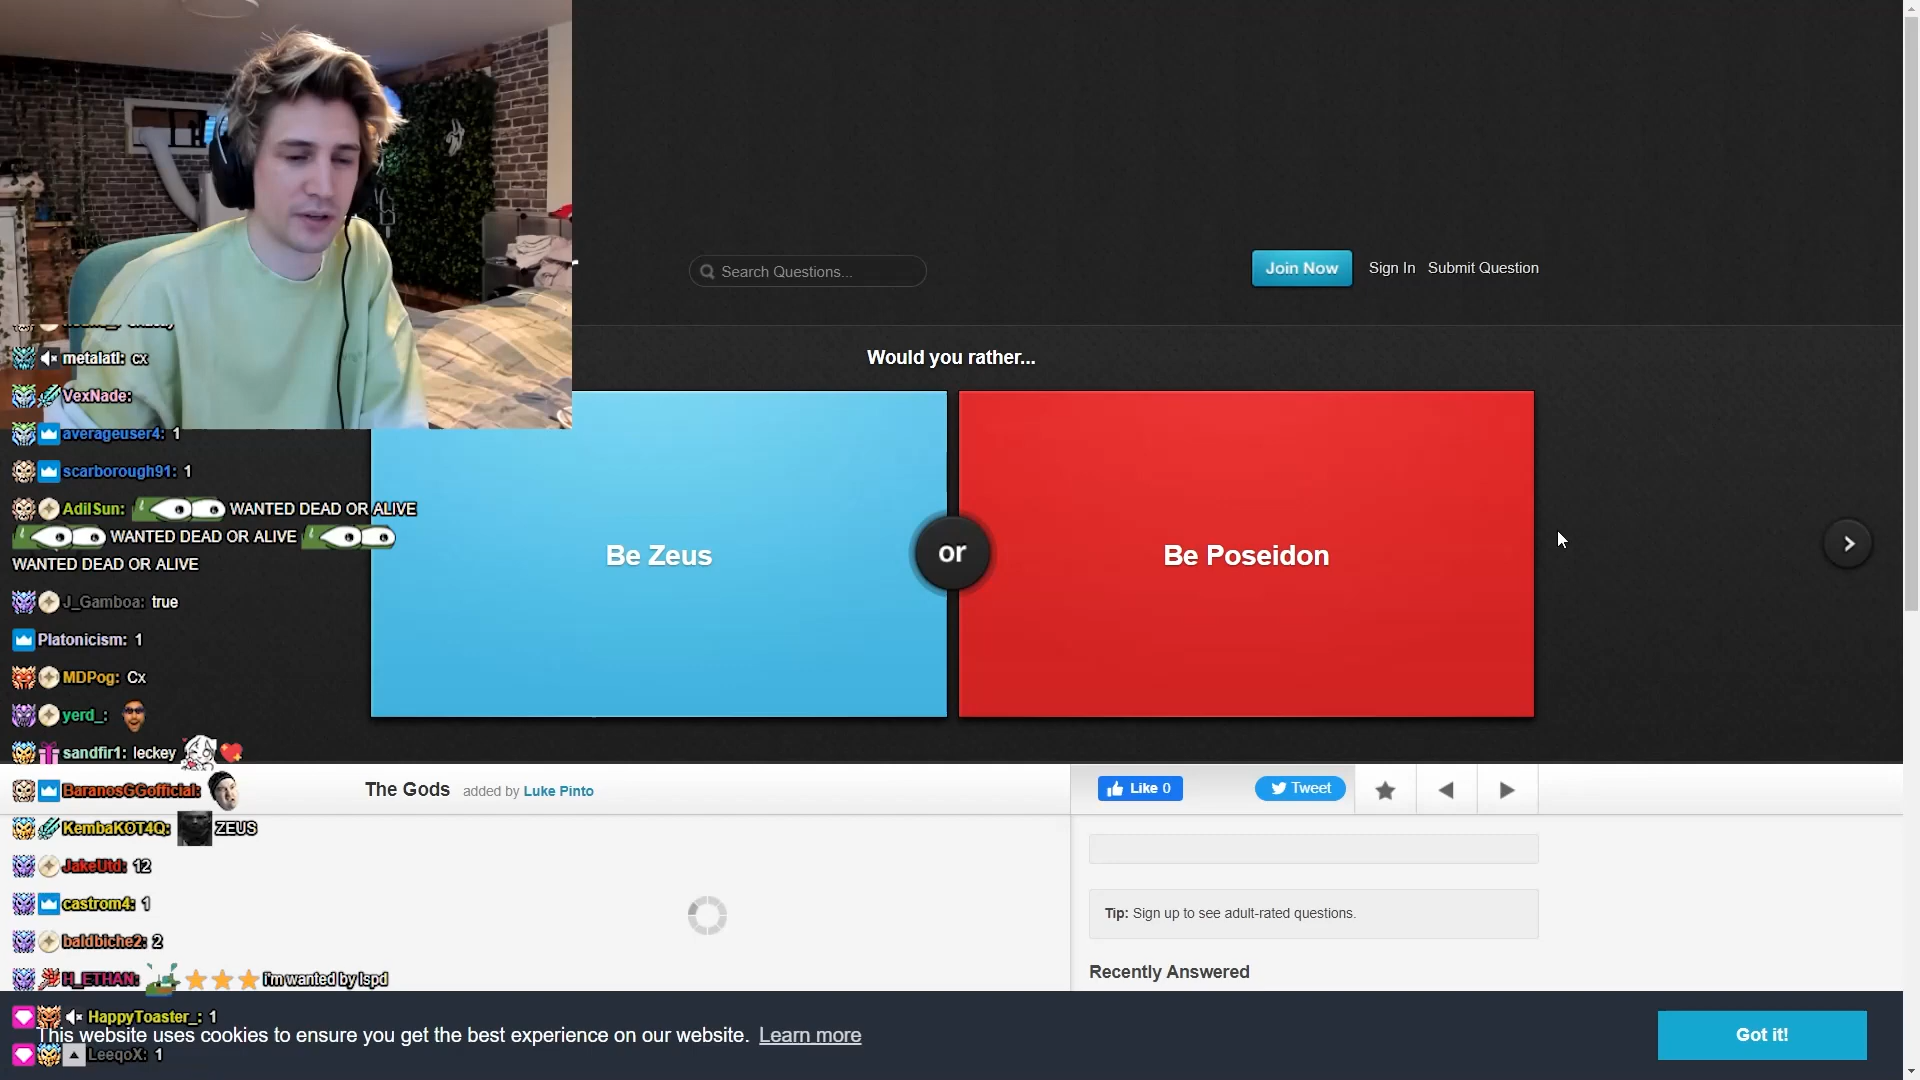 Search Questions...
Join Now
Sign In
Submit Question
Would you rather...
Be Zeus
or
Be Poseidon
metalatl: cx
VexNade:
averageuser4: 1
scarborough91: 1
AdilSun: WANTED DEAD OR ALIVE
WANTED DEAD OR ALIVE
WANTED DEAD OR ALIVE
J_Gamboa: true
Platonicism: 1
MDPog: Cx
yerd_:
sandfir1: leckey
BaranosGGofficial:
KembaKOT4Q: ZEUS
JakeUtd: 12
castrom4: 1
baldbiche2: 2
H_ETHAN: i'm wanted by lspd
HappyToaster_: 1
LeeqoX: 1
The Gods added by Luke Pinto
Like 0
Tweet
Tip: Sign up to see adult-rated questions.
Recently Answered
This website uses cookies to ensure you get the best experience on our website. Learn more
Got it!